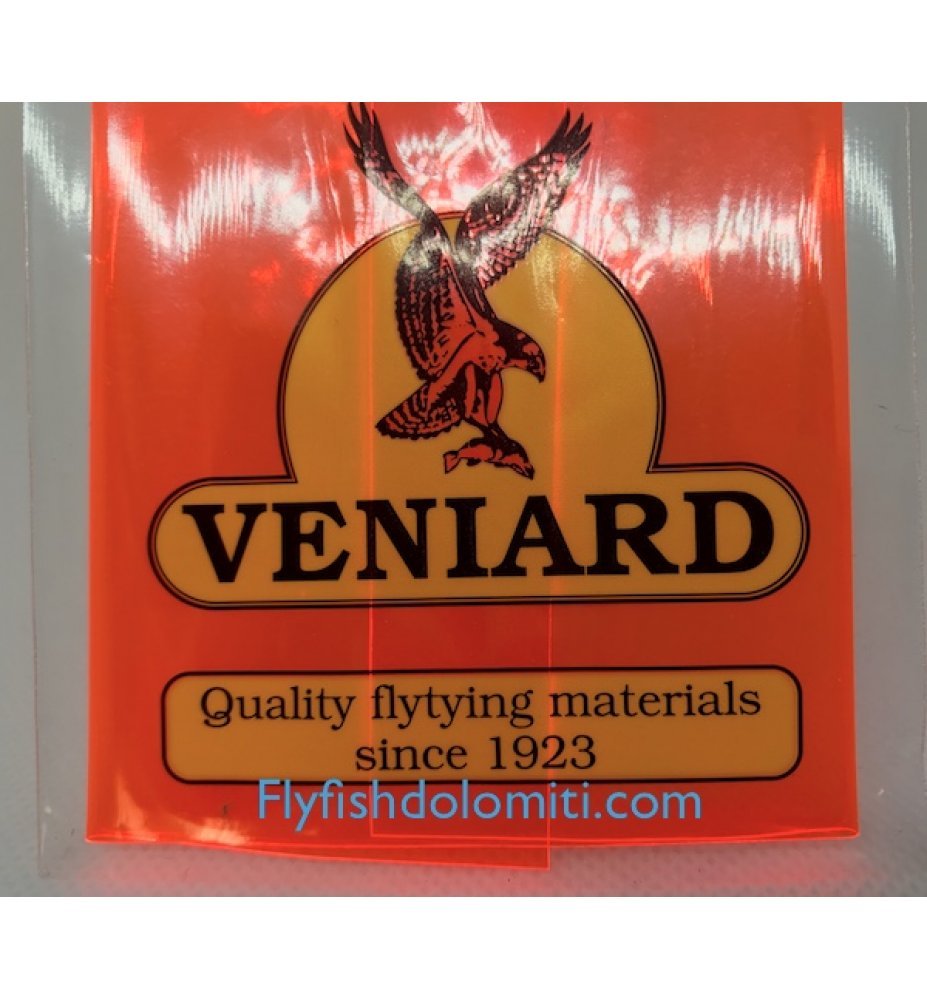 VENIARD
Quality flytying materials
since 1923
Flyfishdolomiti.com